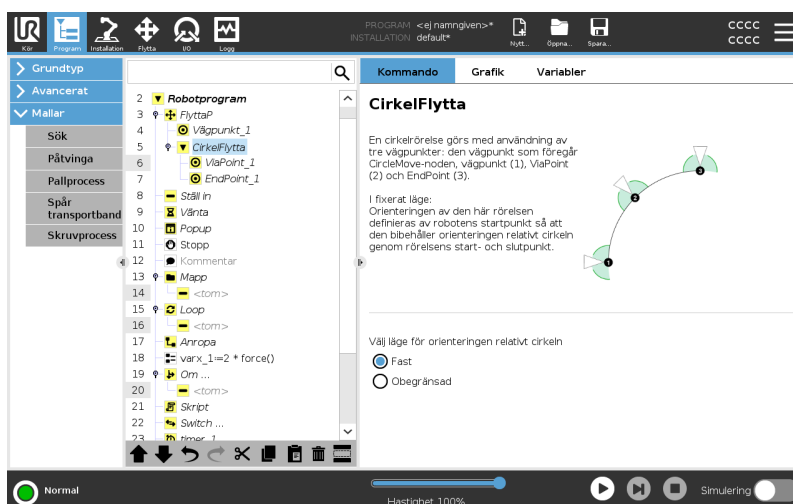 PROGRAM <ej namngiven>*
INSTALLATION default*
Kör
Program
Installation
Flytta
I/O
Logg
Nytt...
Öppna...
Spara...
cccc
cccc
Grundtyp
Avancerat
Mallar
Sök
Påtvinga
Pallprocess
Spår
transportband
Skruvprocess
2 Robotprogram
3 FlyttaP
4 Vägpunkt_1
5 CirkelFlytta
6 ViaPoint_1
7 EndPoint_1
8 Ställ in
9 Vänta
10 Popup
11 Stopp
12 Kommentar
13 Mapp
14 <tom>
15 Loop
16 <tom>
17 Anropa
18 varx_1:=2 * force()
19 Om ...
20 <tom>
21 Skript
22 Switch ...
23 timer_1
Kommando
Grafik
Variabler
CirkelFlytta
En cirkelrörelse görs med användning av
tre vägpunkter: den vägpunkt som föregår
CircleMove-noden, vägpunkt (1), ViaPoint
(2) och EndPoint (3).
I fixerat läge:
Orienteringen av den här rörelsen
definieras av robotens startpunkt så att
den bibehåller orienteringen relativt cirkeln
genom rörelsens start- och slutpunkt.
3
2
1
Välj läge för orienteringen relativt cirkeln
Fast
Obegränsad
Normal
Hastighet 100%
Simulering